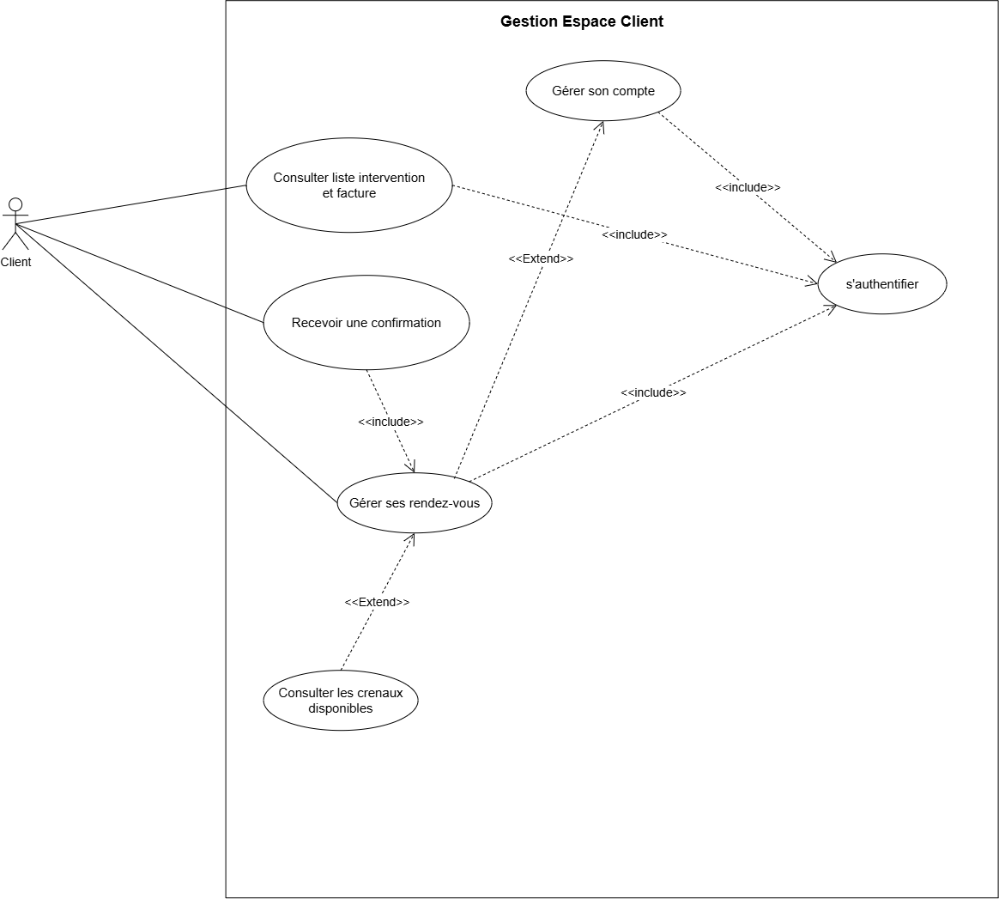 Gestion Espace Client
Gérer son compte
Consulter liste intervention
et facture
<<include>>
<<include>>
<<Extend>>
Client
s'authentifier
Recevoir une confirmation
<<include>>
<<include>>
Gérer ses rendez-vous
<<Extend>>
Consulter les crenaux
disponibles